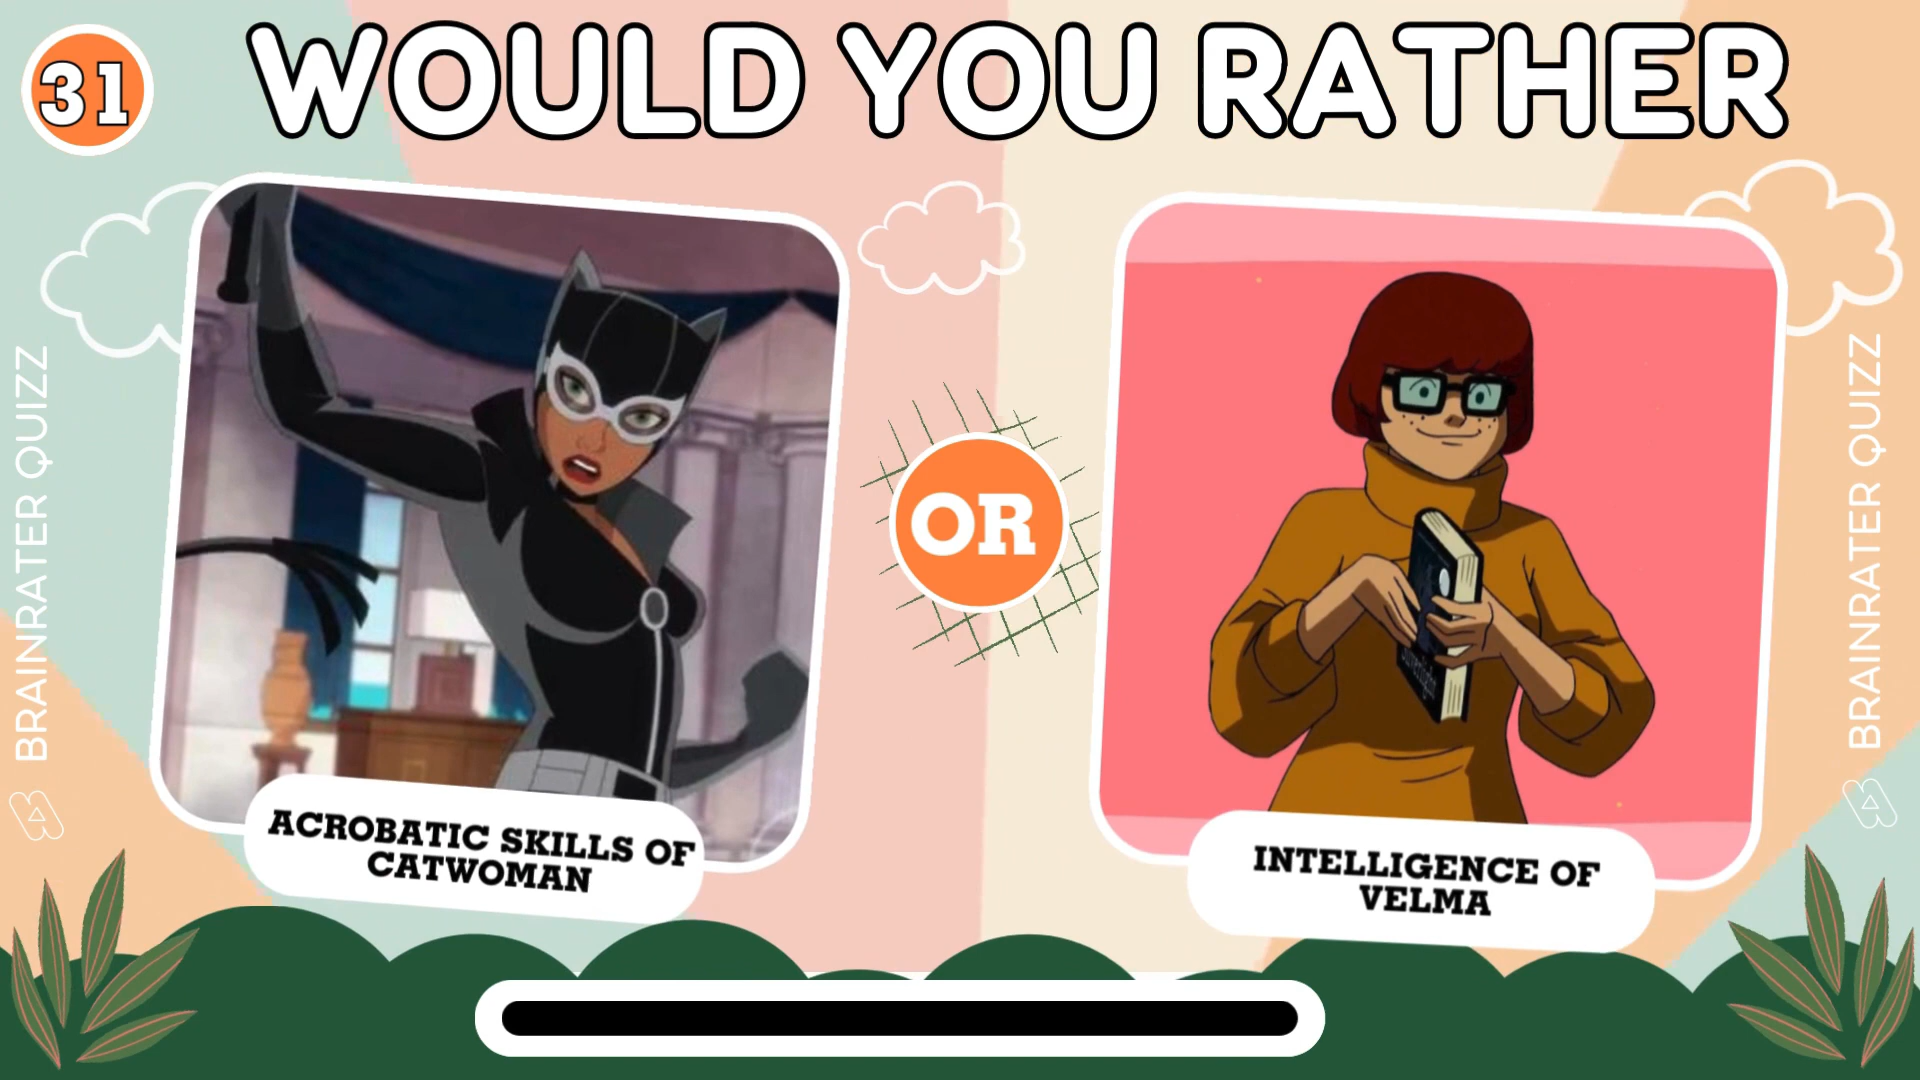 31
WOULD YOU RATHER
BRAINRATER QUIZZ
OR
BRAINRATER QUIZZ
ACROBATIC SKILLS OF
CATWOMAN
INTELLIGENCE OF
VELMA